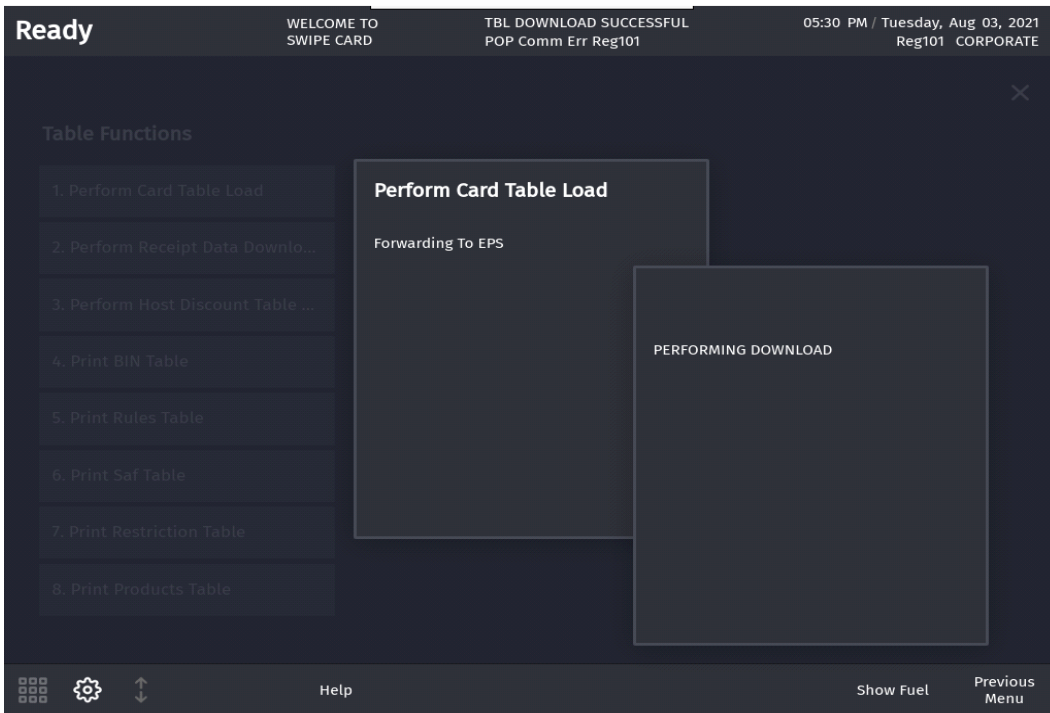 Ready
WELCOME TO
SWIPE CARD
TBL DOWNLOAD SUCCESSFUL
POP Comm Err Reg101
05:30 PM / Tuesday, Aug 03, 2021
Reg101 CORPORATE
Table Functions
1. Perform Card Table Load
2. Perform Receipt Data Downlo...
3. Perform Host Discount Table ...
4. Print BIN Table
5. Print Rules Table
6. Print Saf Table
7. Print Restriction Table
8. Print Products Table
Perform Card Table Load
Forwarding To EPS
PERFORMING DOWNLOAD
Help
Show Fuel
Previous
Menu